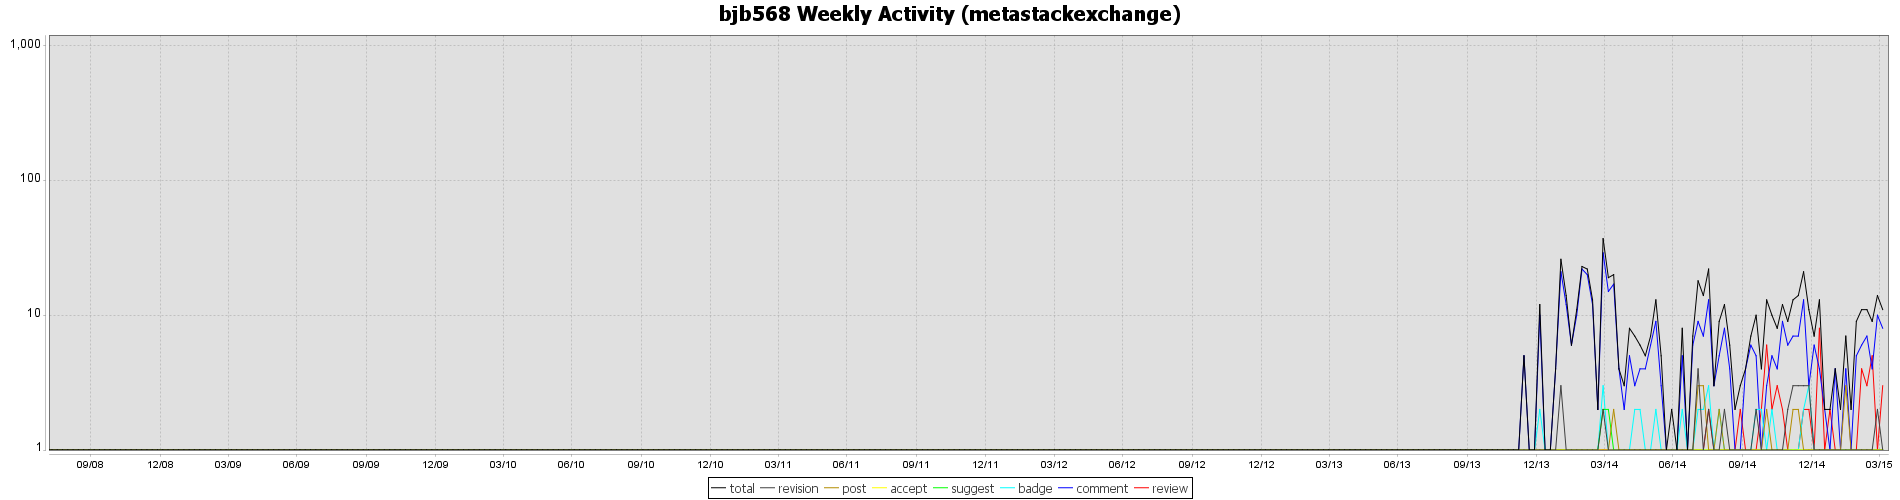 bjb568 Weekly Activity (metastackexchange)
1,000
100
10
1
09/08 12/08 03/09 06/09 09/09 12/09 03/10 06/10 09/10 12/10 03/11 06/11 09/11 12/11 03/12 06/12 09/12 12/12 03/13 06/13 09/13 12/13 03/14 06/14 09/14 12/14 03/15
total revision post accept suggest badge comment review